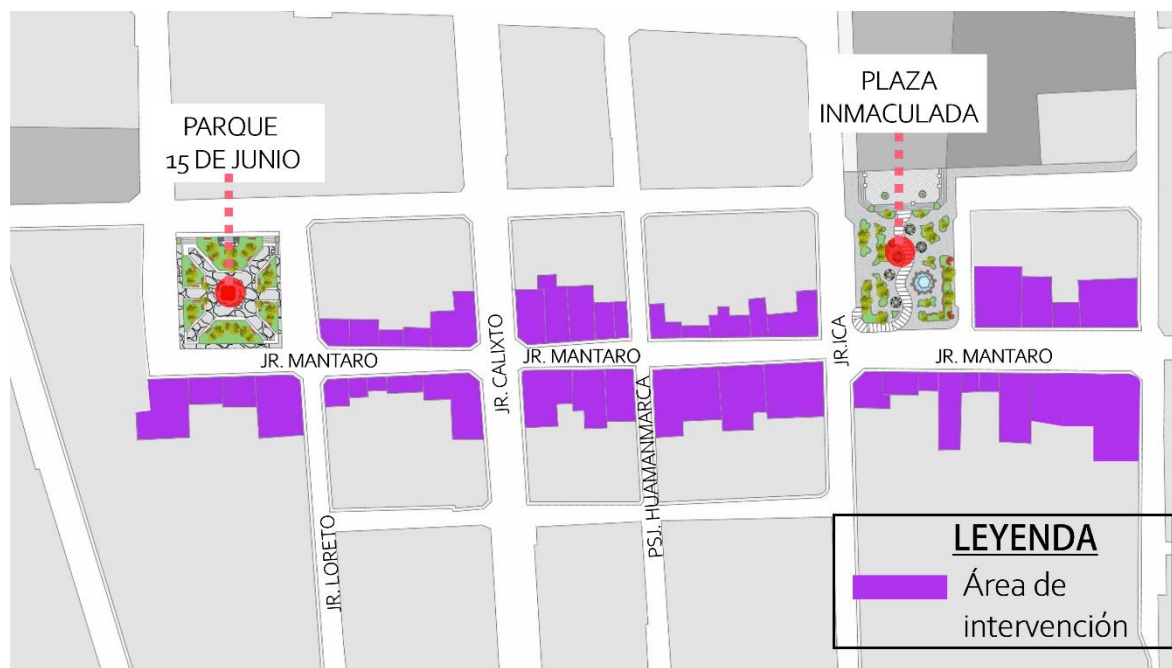 PARQUE
15 DE JUNIO
PLAZA
INMACULADA
JR. MANTARO
JR. CALIXTO
JR. MANTARO
JR.ICA
JR. MANTARO
JR. LORETO
PSJ. HUAMANMARCA
LEYENDA
Área de
intervención